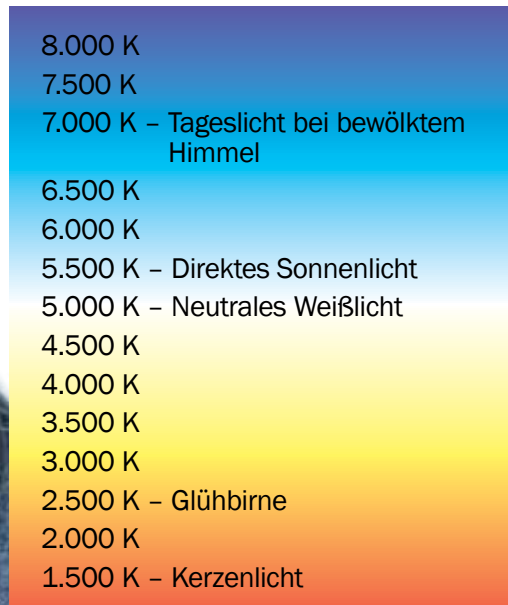 8.000 K
7.500 K
7.000 K – Tageslicht bei bewölktem
Himmel
6.500 K
6.000 K
5.500 K – Direktes Sonnenlicht
5.000 K – Neutrales Weißlicht
4.500 K
4.000 K
3.500 K
3.000 K
2.500 K – Glühbirne
2.000 K
1.500 K – Kerzenlicht